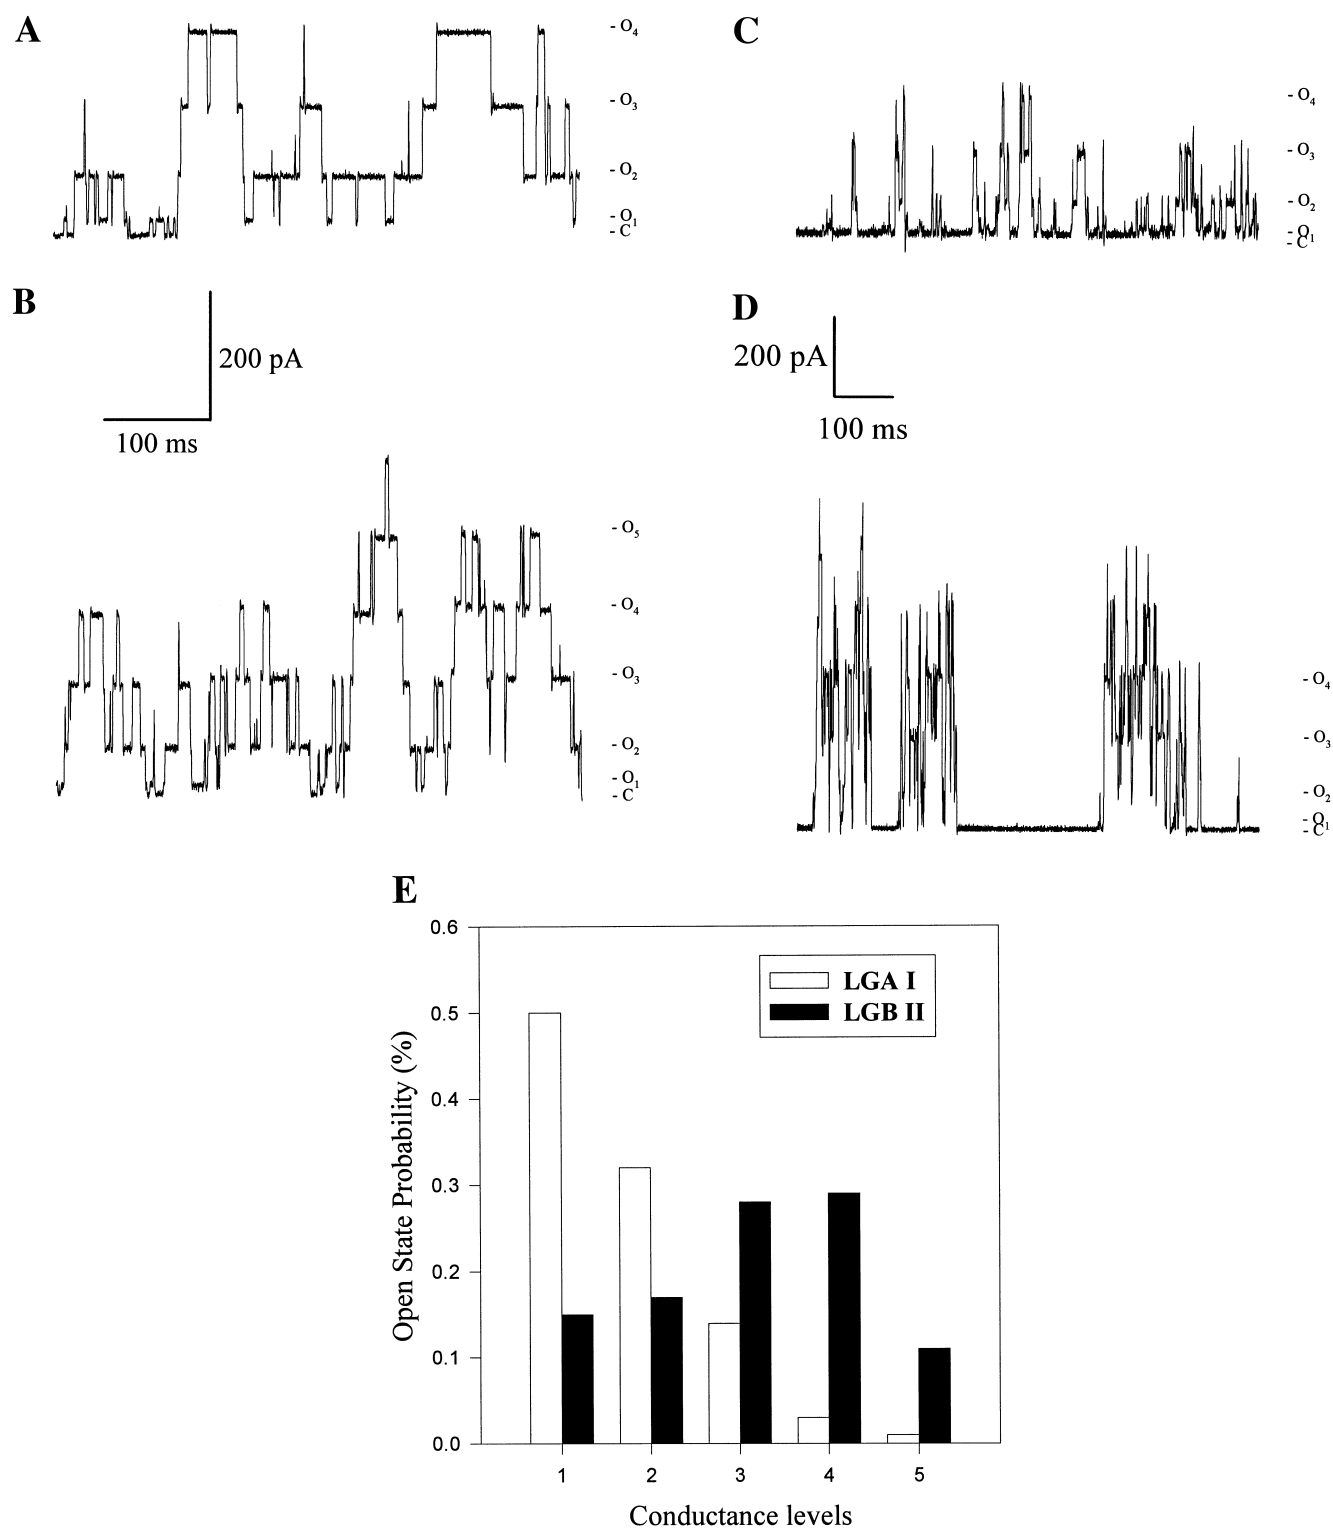 A
- O4
- O3
- O2
- O1
- C
C
- O4
- O3
- O2
- O1
- C
B
200 pA
100 ms
- O5
- O4
- O3
- O2
- O1
- C
D
200 pA
100 ms
- O4
- O3
- O2
- O1
- C
E
LGA I
LGB II
Open State Probability (%)
0.6
0.5
0.4
0.3
0.2
0.1
0.0
1 2 3 4 5
Conductance levels